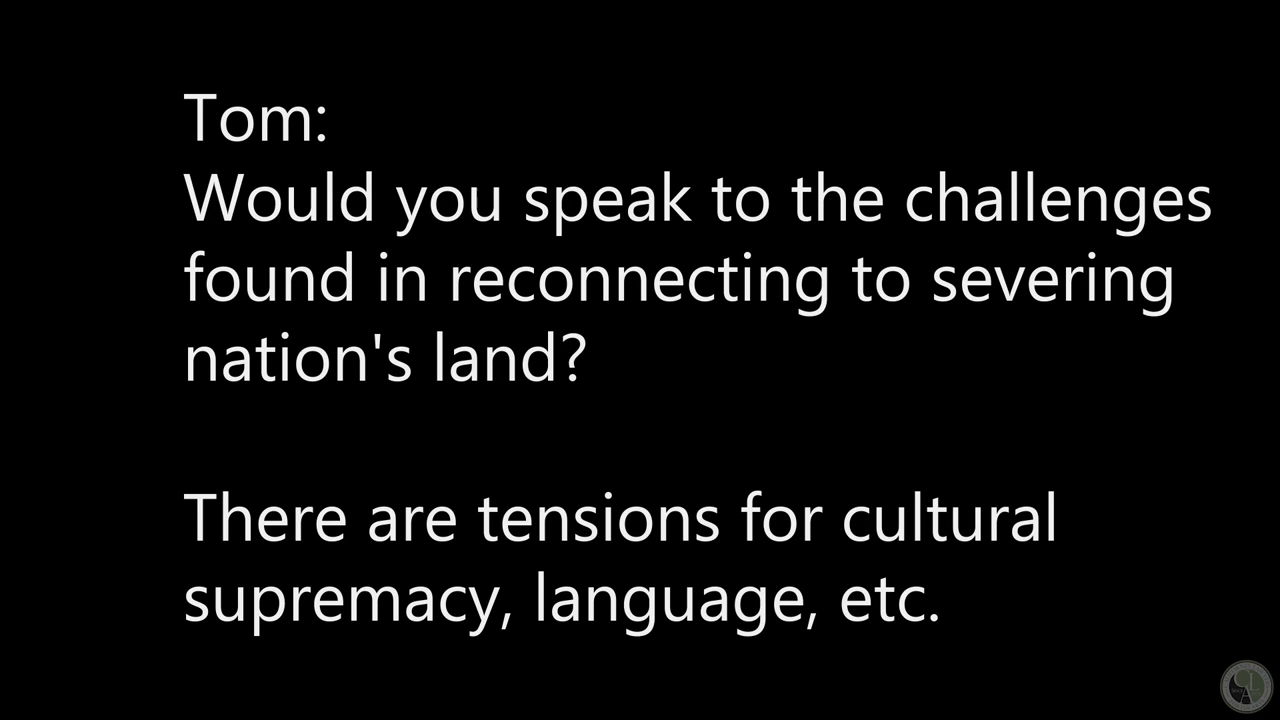 Tom:
Would you speak to the challenges
found in reconnecting to severing
nation's land?
There are tensions for cultural
supremacy, language, etc.